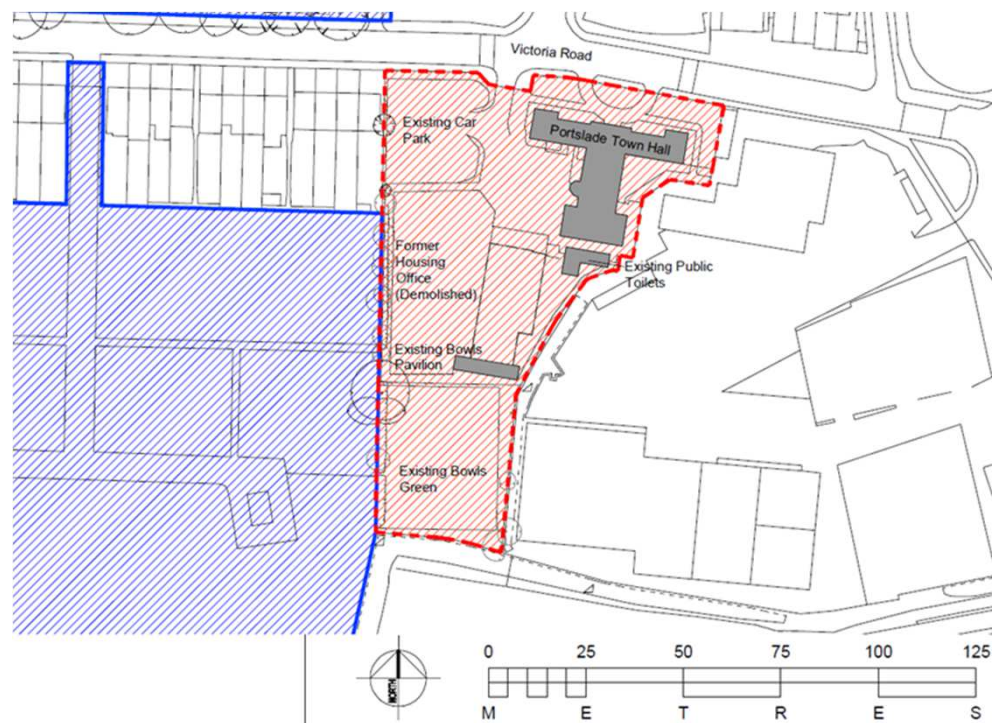 Victoria Road
Existing Car
Park
Portslade Town Hall
Former
Housing
Office
(Demolished)
Existing Public
Toilets
Existing Bowls
Pavilion
Existing Bowls
Green
NORTH
0 25 50 75 100 125
M E T R E S